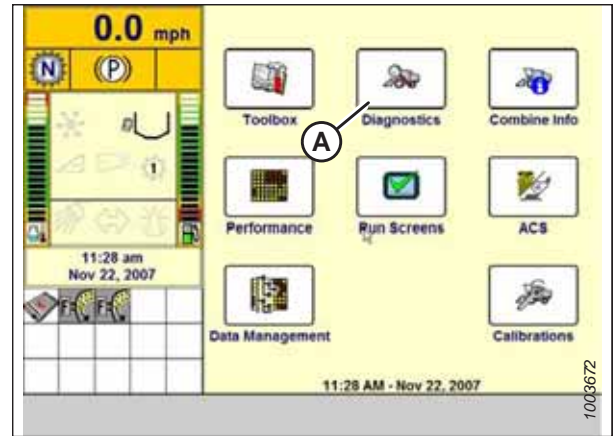 0.0 mph
N (P)
1
11:28 am
Nov 22, 2007
F F
Toolbox Diagnostics Combine Info
A
Performance Run Screens ACS
Data Management Calibrations
11:28 AM - Nov 22, 2007
1003672